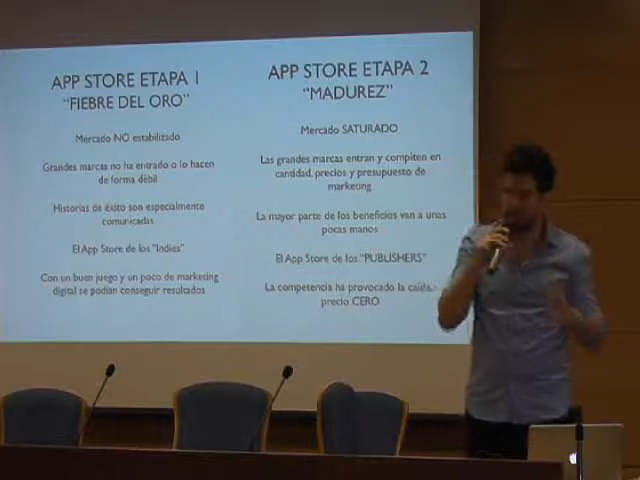 APP STORE ETAPA 1
"FIEBRE DEL ORO"
Mercado NO estabilizado
Grandes marcas no ha entrado o lo hacen
de forma débil
Historias de éxito son especialmente
comunicadas
El App Store de los "Indies"
Con un buen juego y un poco de marketing
digital se podían conseguir resultados
APP STORE ETAPA 2
"MADUREZ"
Mercado SATURADO
Las grandes marcas entran y compiten en
cantidad, precios y presupuesto de
marketing
La mayor parte de los beneficios van a unas
pocas manos
El App Store de los "PUBLISHERS"
La competencia ha provocado la
precio CERO